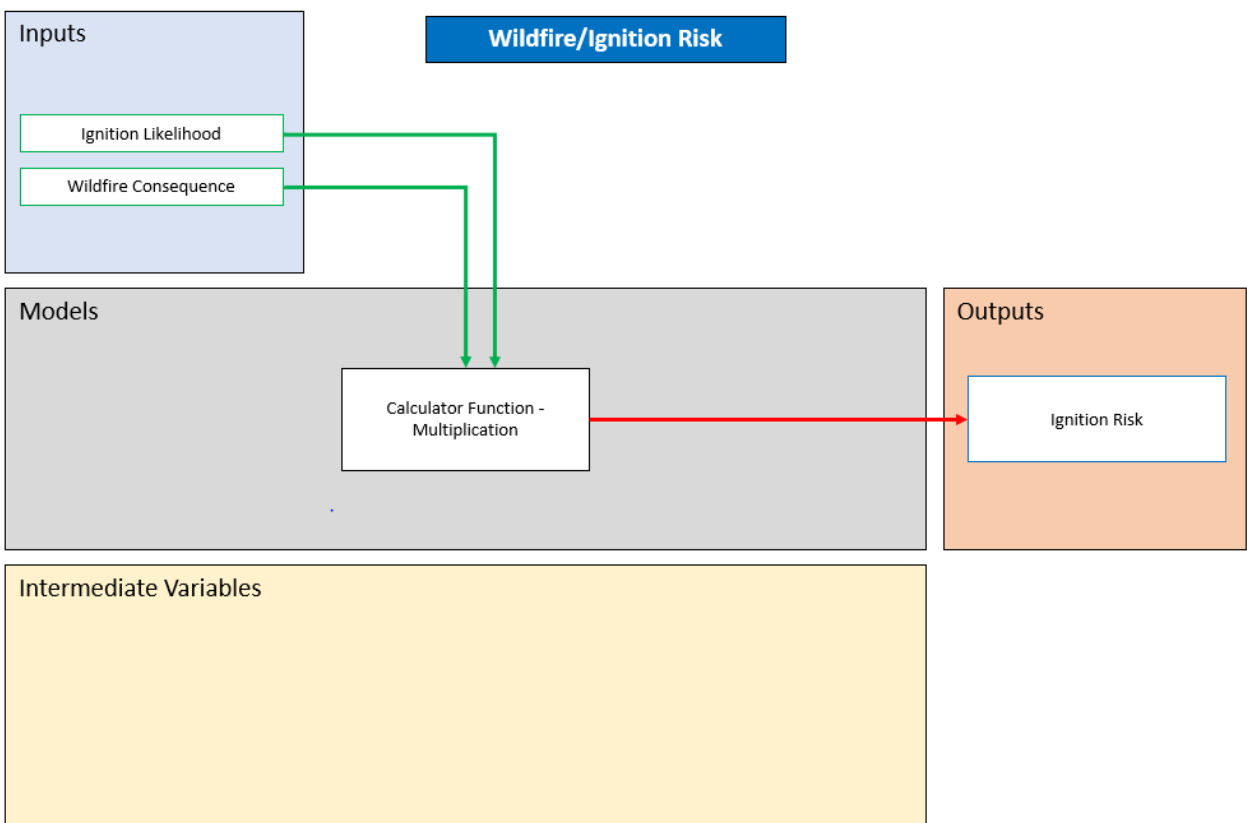 Inputs
Wildfire/Ignition Risk
Ignition Likelihood
Wildfire Consequence
Models
Outputs
Calculator Function -
Multiplication
Ignition Risk
Intermediate Variables